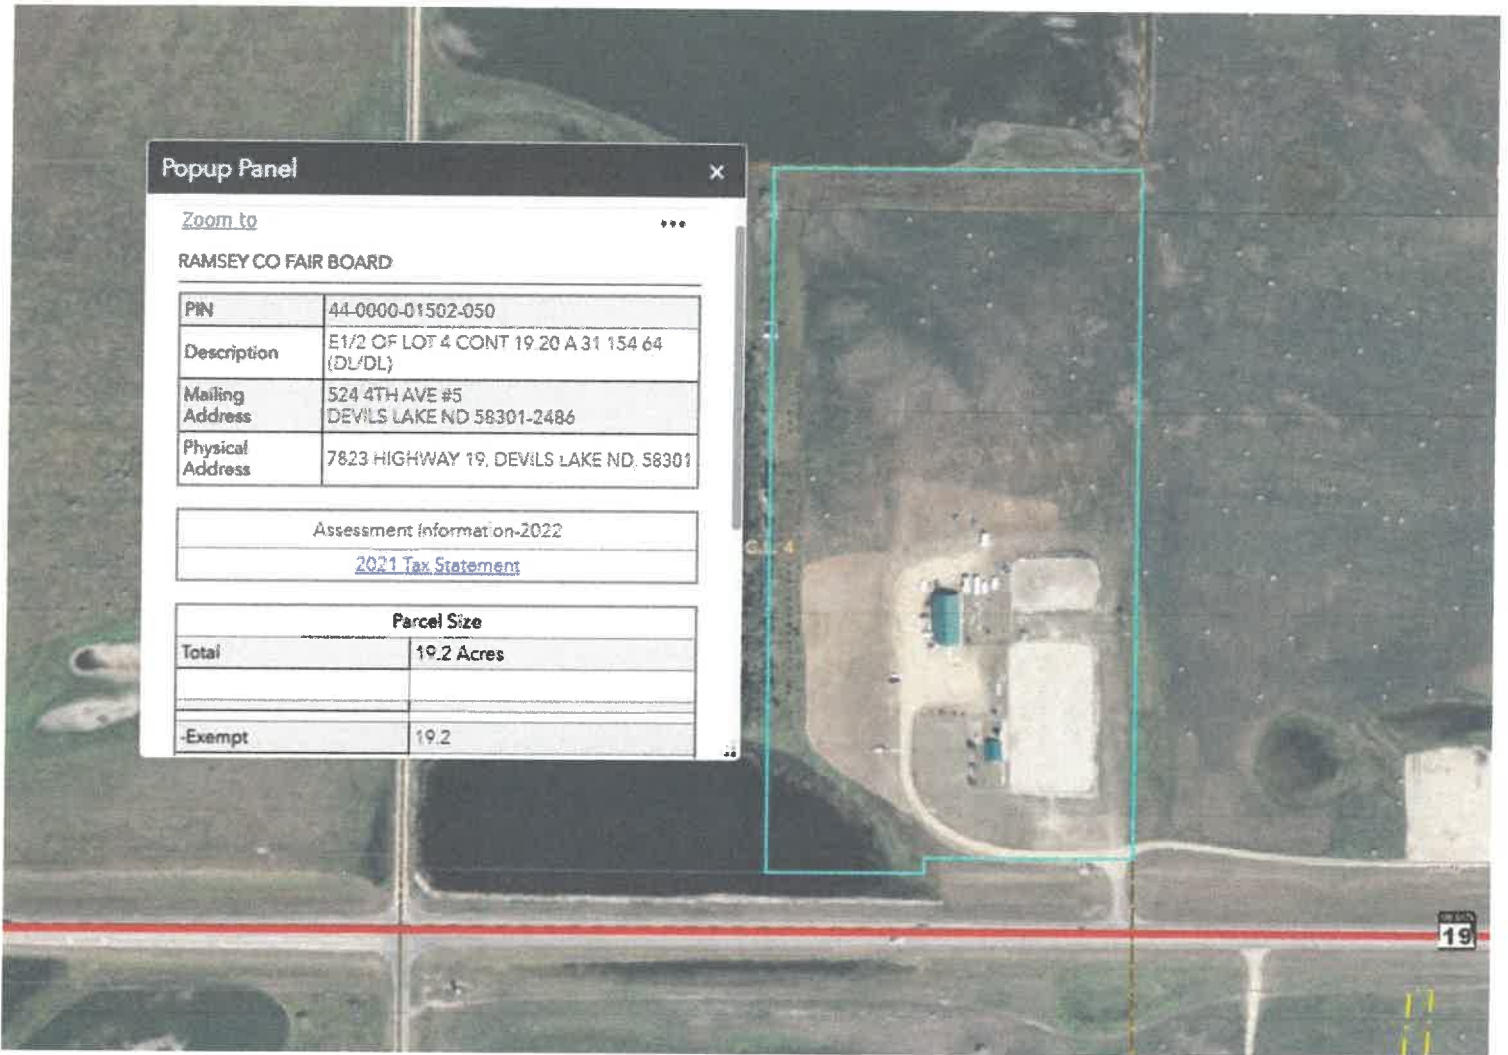 Popup Panel
×
Zoom to
•••
RAMSEY CO FAIR BOARD
PIN 44-0000-01502-050
Description E1/2 OF LOT 4 CONT 19.20 A 31 154 64
(DL/DL)
Mailing Address 524 4TH AVE #5
DEVILS LAKE ND 58301-2486
Physical Address 7823 HIGHWAY 19, DEVILS LAKE ND, 58301
Assessment Information-2022
2021 Tax Statement
Parcel Size
Total 19.2 Acres
-Exempt 19.2
G.L. 4
19